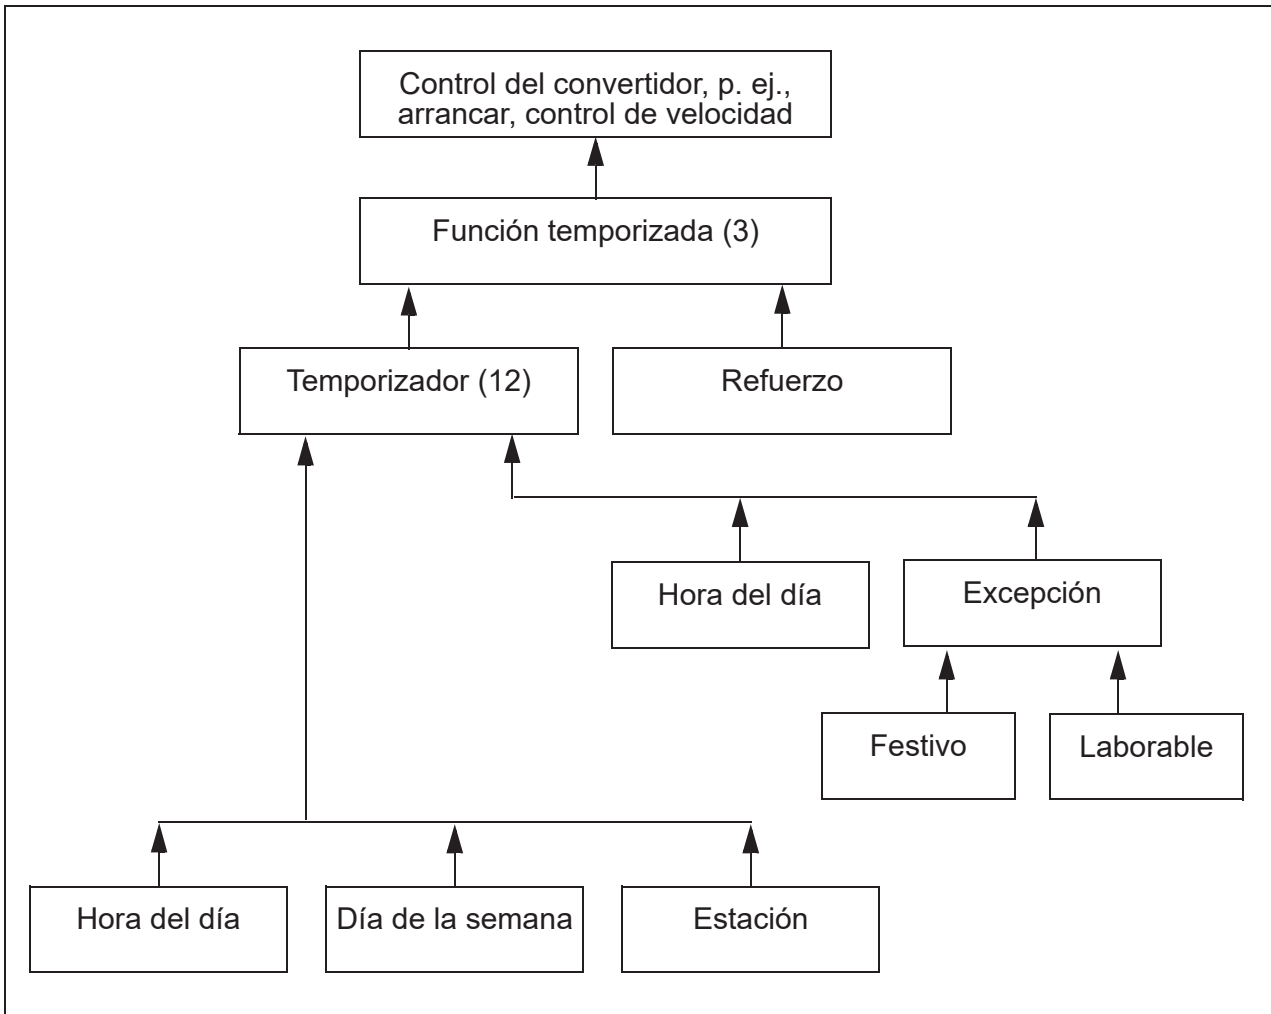 Control del convertidor, p. ej.,
arrancar, control de velocidad
Función temporizada (3)
Temporizador (12)
Refuerzo
Hora del día
Excepción
Festivo
Laborable
Hora del día
Día de la semana
Estación